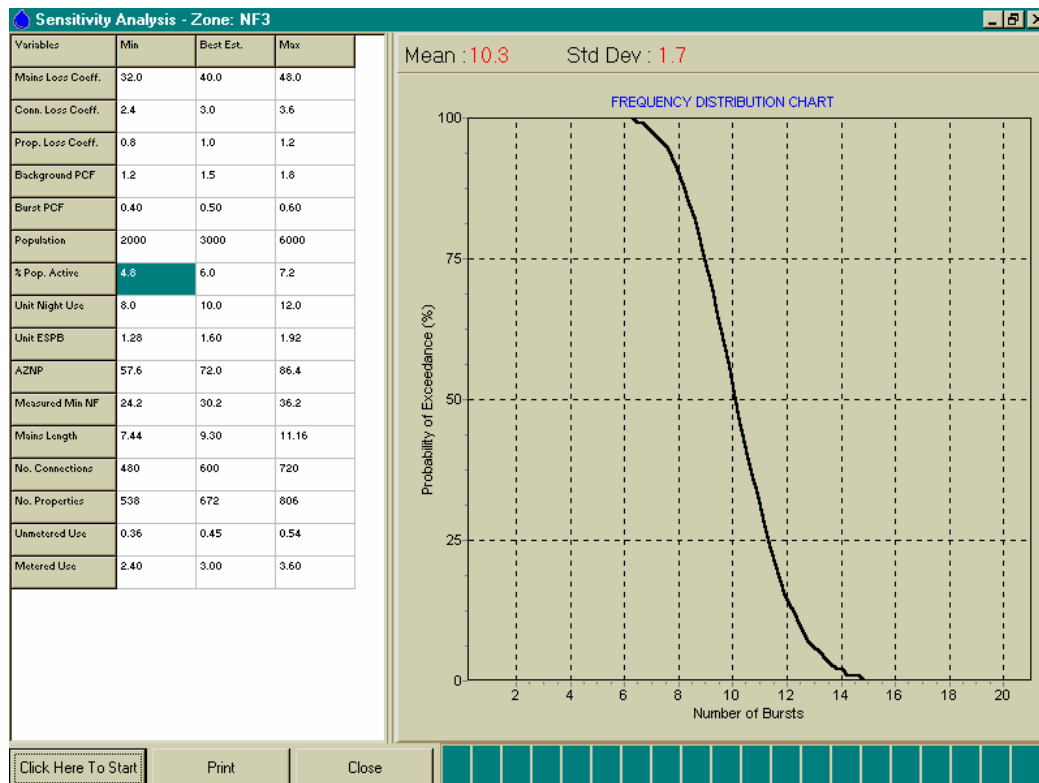 Sensitivity Analysis - Zone: NF3
Variables Min Best Est. Max
Mains Loss Coeff. 32.0 40.0 48.0
Conn. Loss Coeff. 2.4 3.0 3.6
Prop. Loss Coeff. 0.8 1.0 1.2
Background PCF 1.2 1.5 1.8
Burst PCF 0.40 0.50 0.60
Population 2000 3000 6000
% Pop. Active 4.8 6.0 7.2
Unit Night Use 8.0 10.0 12.0
Unit ESPB 1.28 1.60 1.92
AZNP 57.6 72.0 86.4
Measured Min NF 24.2 30.2 36.2
Mains Length 7.44 9.30 11.16
No. Connections 480 600 720
No. Properties 538 672 806
Unmetered Use 0.36 0.45 0.54
Metered Use 2.40 3.00 3.60
Mean : 10.3 Std Dev : 1.7
FREQUENCY DISTRIBUTION CHART
Probability of Exceedance (%)
100
75
50
25
0
2 4 6 8 10 12 14 16 18 20
Number of Bursts
Click Here To Start Print Close